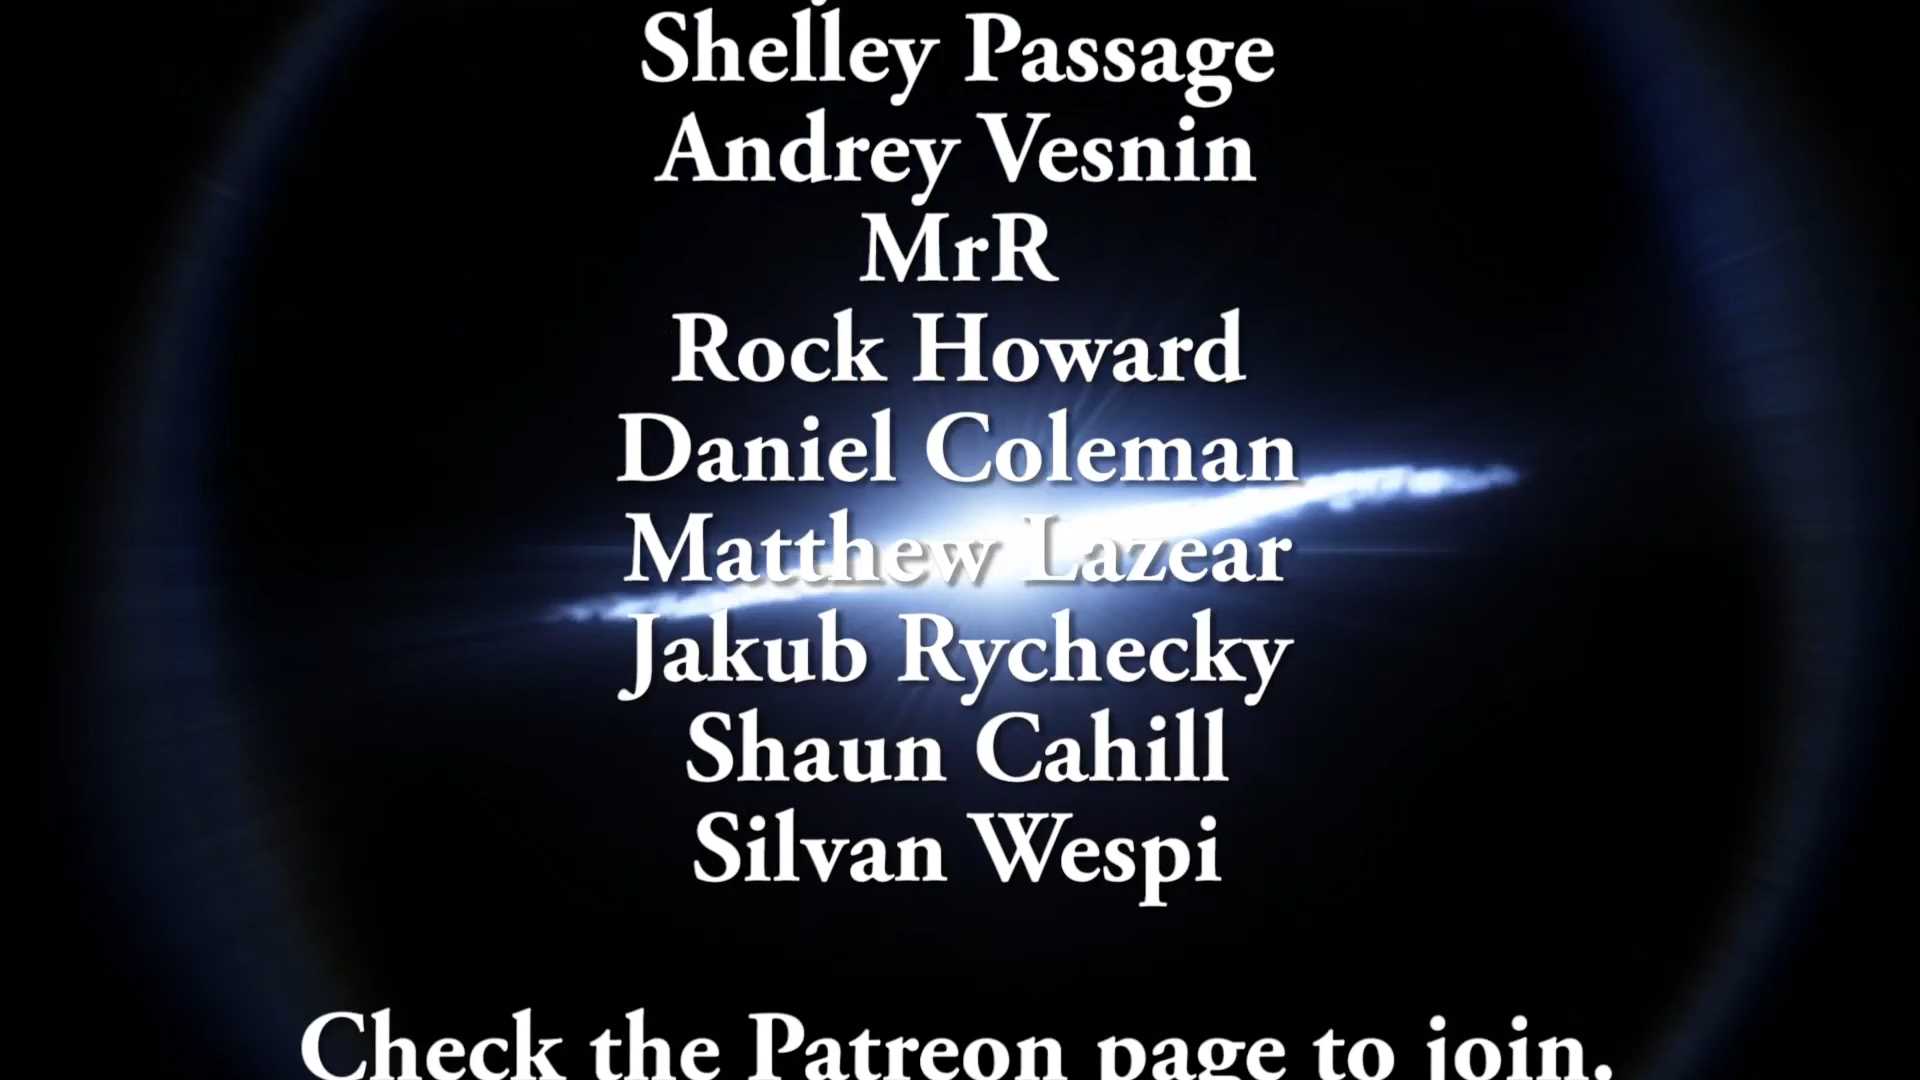 Shelley Passage
Andrey Vesnin
MrR
Rock Howard
Daniel Coleman
Matthew Lazear
Jakub Rychecky
Shaun Cahill
Silvan Wespi
Check the Patreon page to join.